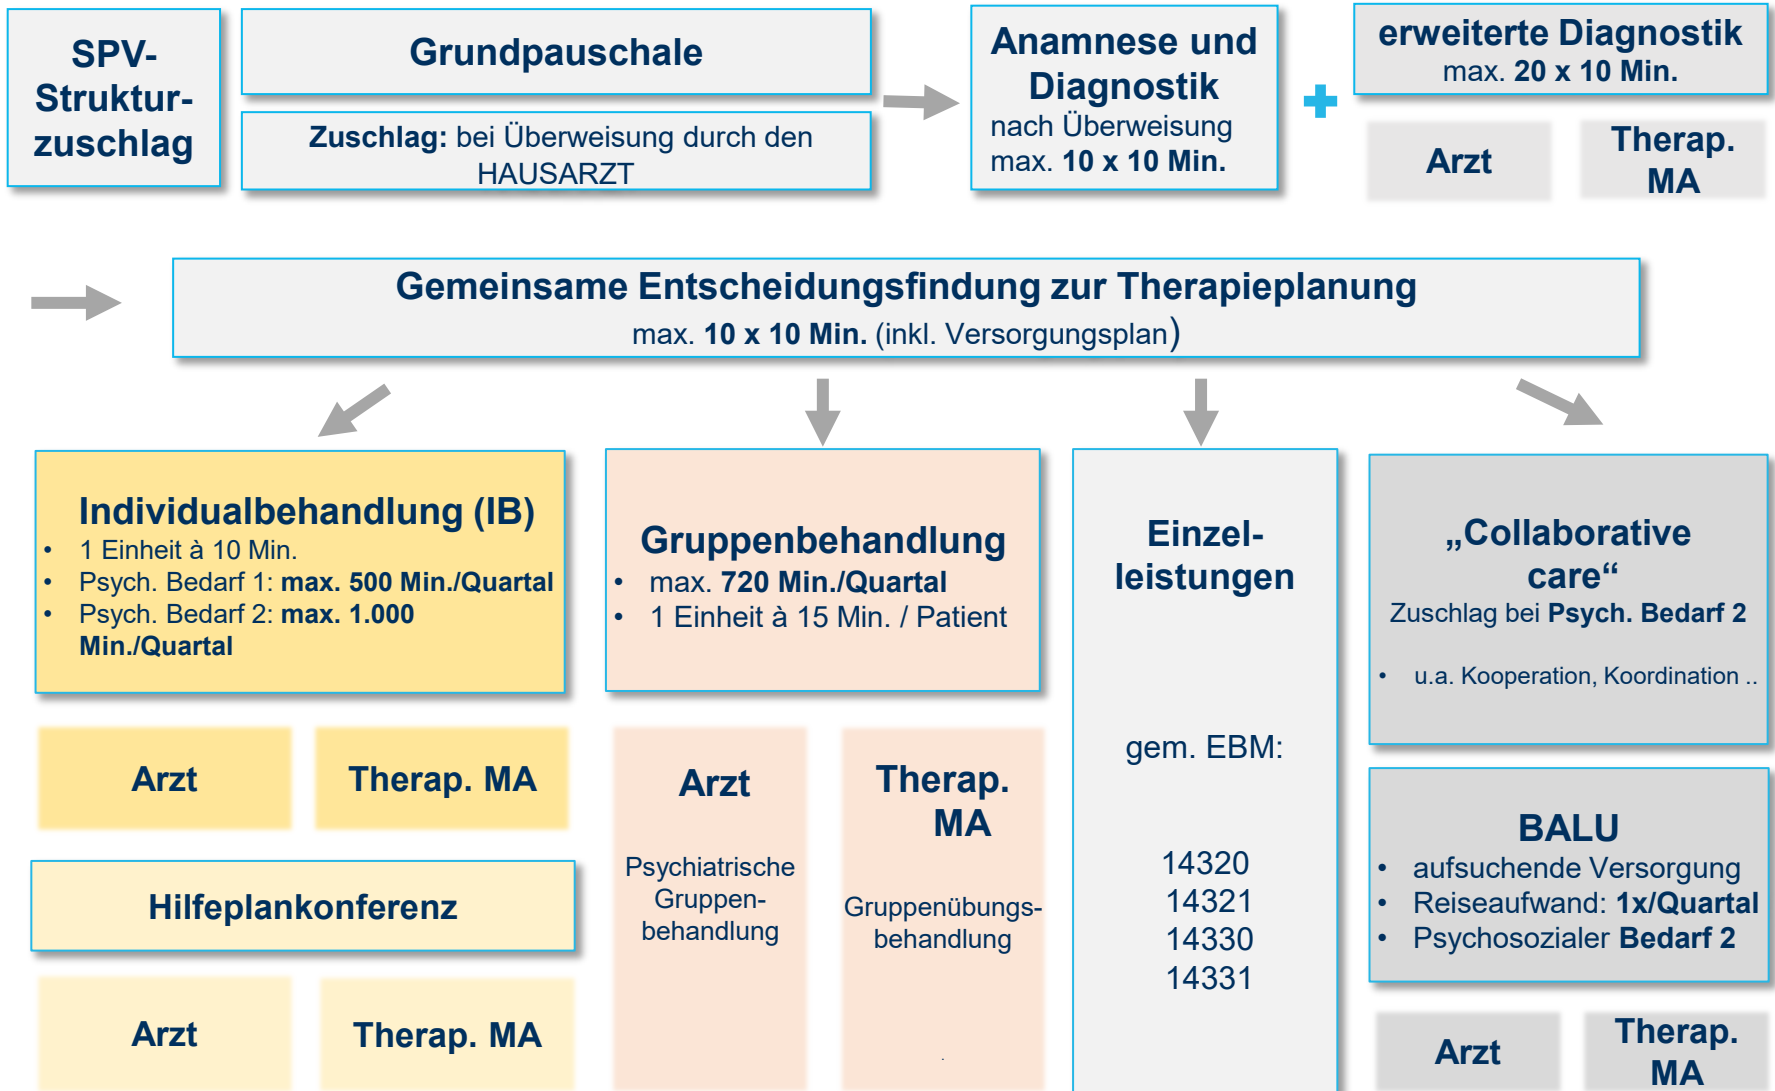 SPV-
Struktur-
zuschlag
Grundpauschale
Zuschlag: bei Überweisung durch den
HAUSARZT
Anamnese und
Diagnostik
nach Überweisung
max. 10 x 10 Min.
erweiterte Diagnostik
max. 20 x 10 Min.
Arzt
Therap.
MA
Gemeinsame Entscheidungsfindung zur Therapieplanung
max. 10 x 10 Min. (inkl. Versorgungsplan)
Individualbehandlung (IB)
• 1 Einheit à 10 Min.
• Psych. Bedarf 1: max. 500 Min./Quartal
• Psych. Bedarf 2: max. 1.000
Min./Quartal
Arzt
Therap. MA
Hilfeplankonferenz
Arzt
Therap. MA
Gruppenbehandlung
• max. 720 Min./Quartal
• 1 Einheit à 15 Min. / Patient
Arzt
Psychiatrische
Gruppen-
behandlung
Therap.
MA
Gruppenübungs-
behandlung
.
Einzel-
leistungen
gem. EBM:
14320
14321
14330
14331
„Collaborative
care“
Zuschlag bei Psych. Bedarf 2
• u.a. Kooperation, Koordination ..
BALU
• aufsuchende Versorgung
• Reiseaufwand: 1x/Quartal
• Psychosozialer Bedarf 2
Arzt
Therap.
MA